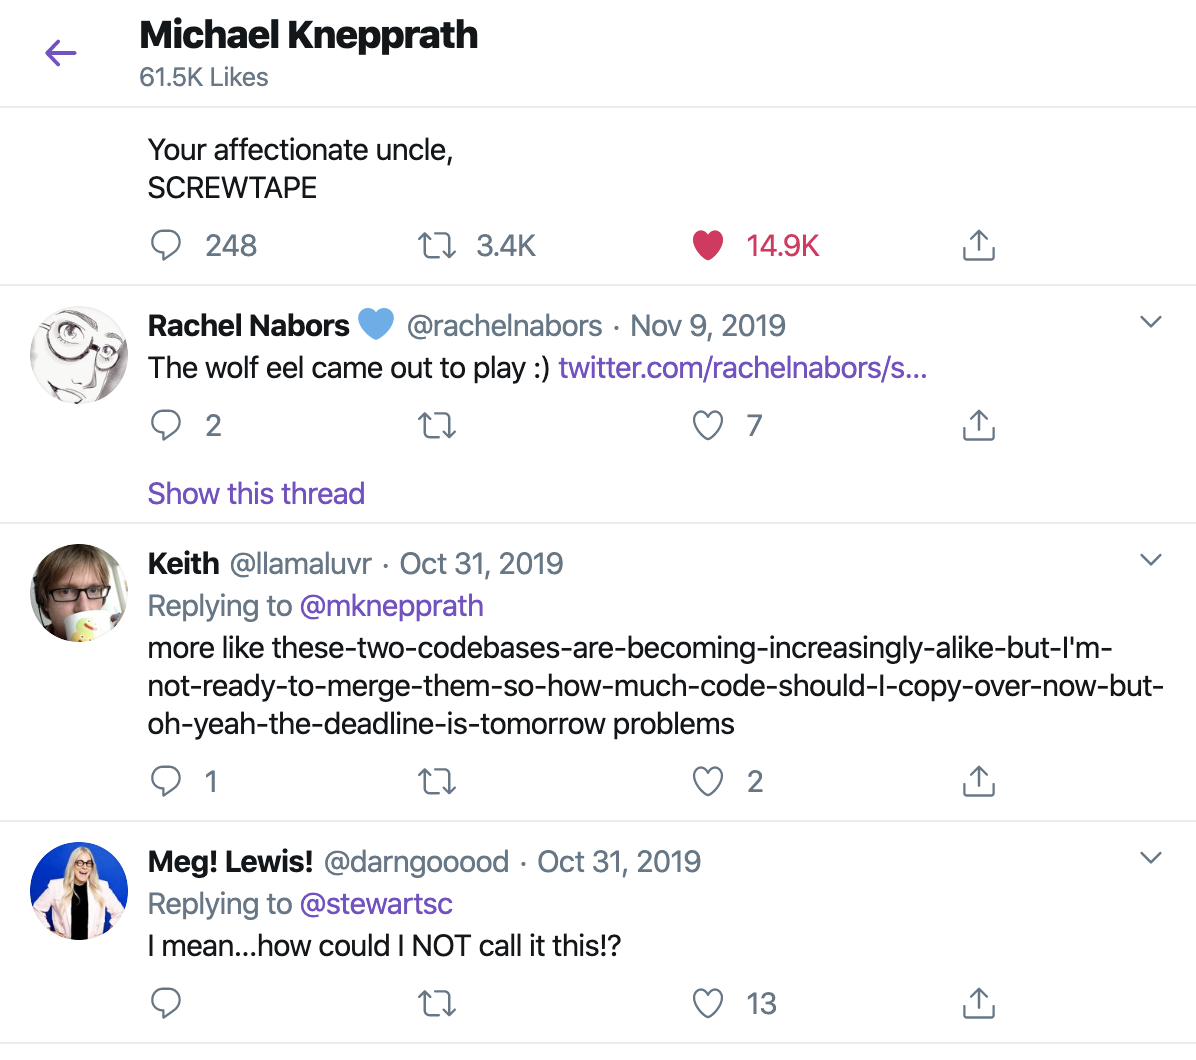 Michael Knepprath
61.5K Likes
Your affectionate uncle,
SCREWTAPE
248 3.4K 14.9K
Rachel Nabors 💙 @rachelnabors · Nov 9, 2019
The wolf eel came out to play :) twitter.com/rachelnabors/s...
2 7
Show this thread
Keith @llamaluvr · Oct 31, 2019
Replying to @mknepprath
more like these-two-codebases-are-becoming-increasingly-alike-but-I'm-
not-ready-to-merge-them-so-how-much-code-should-I-copy-over-now-but-
oh-yeah-the-deadline-is-tomorrow problems
1 2
Meg! Lewis! @darngooood · Oct 31, 2019
Replying to @stewartsc
I mean...how could I NOT call it this!?
13